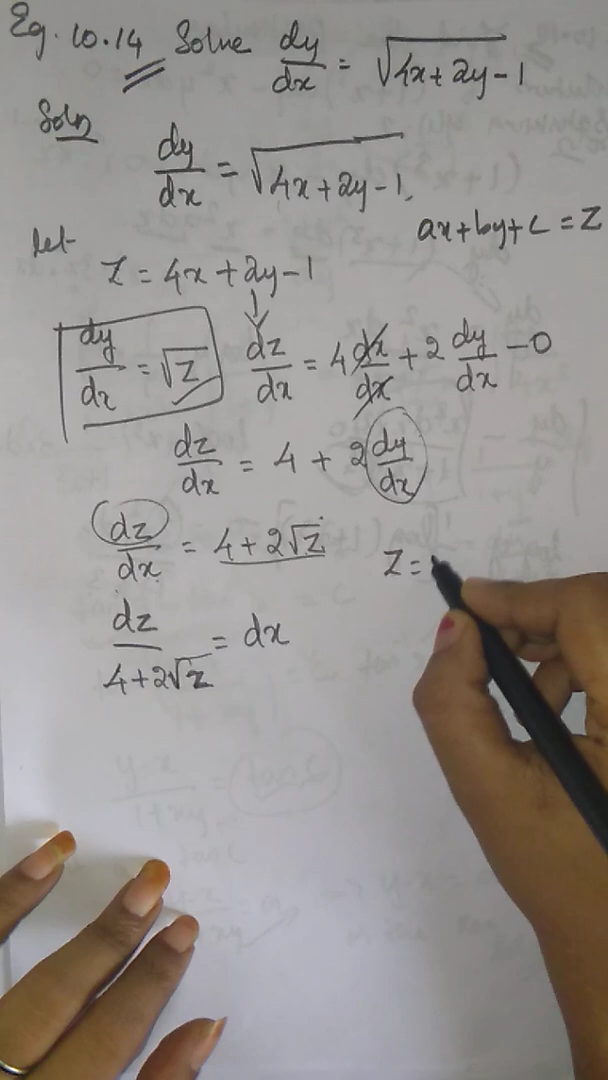 Eg. 10.14 Solve dy/dx = √4x+2y-1
Soln
dy/dx = √4x+2y-1.
ax+by+c = z
let
z = 4x+2y-1
dy/dx = √z dz/dx = 4 dx/dx + 2 dy/dx - 0
dz/dx = 4 + 2 dy/dx
dz/dx = 4+2√z
z =
dz/4+2√z = dx